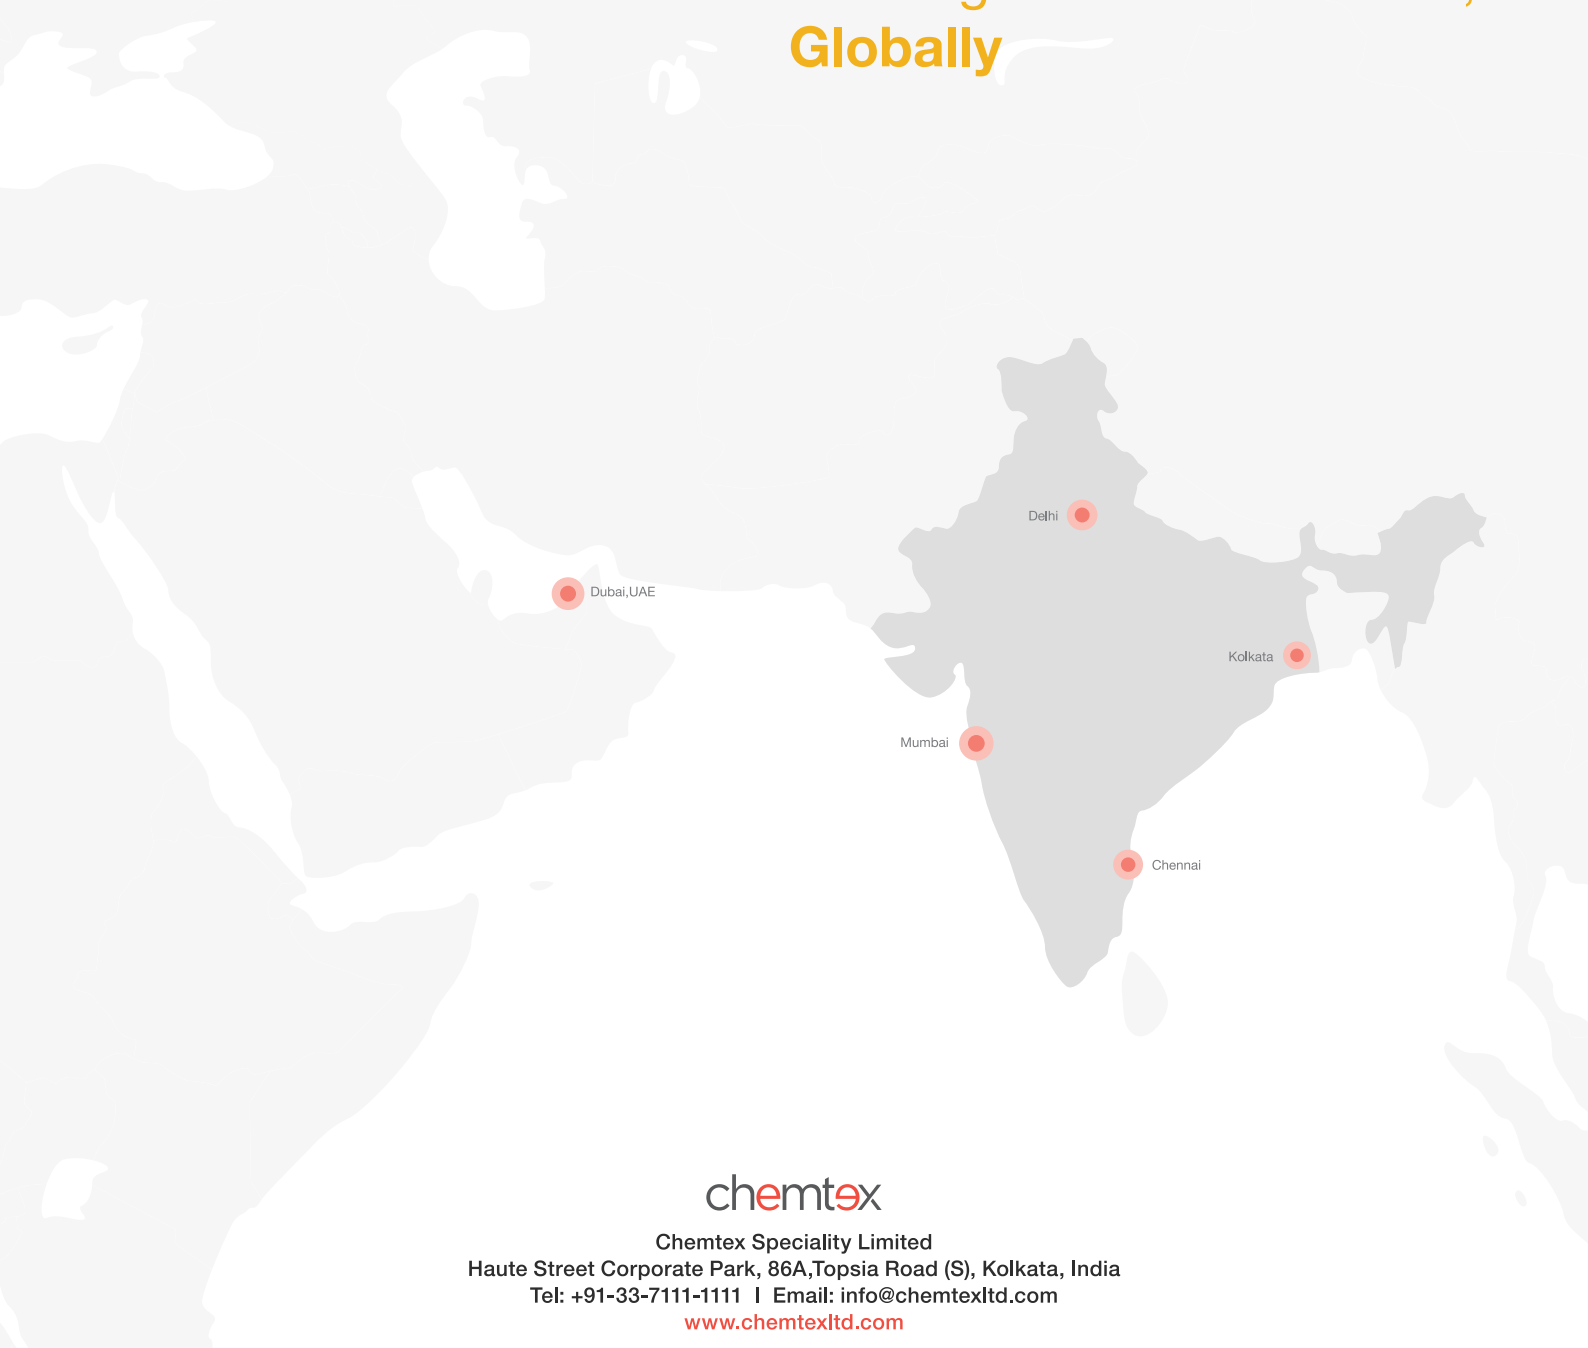 Globally
Delhi
Dubai,UAE
Kolkata
Mumbai
Chennai
chemtex
Chemtex Speciality Limited
Haute Street Corporate Park, 86A,Topsia Road (S), Kolkata, India
Tel: +91-33-7111-1111 I Email: info@chemtexltd.com
www.chemtexltd.com